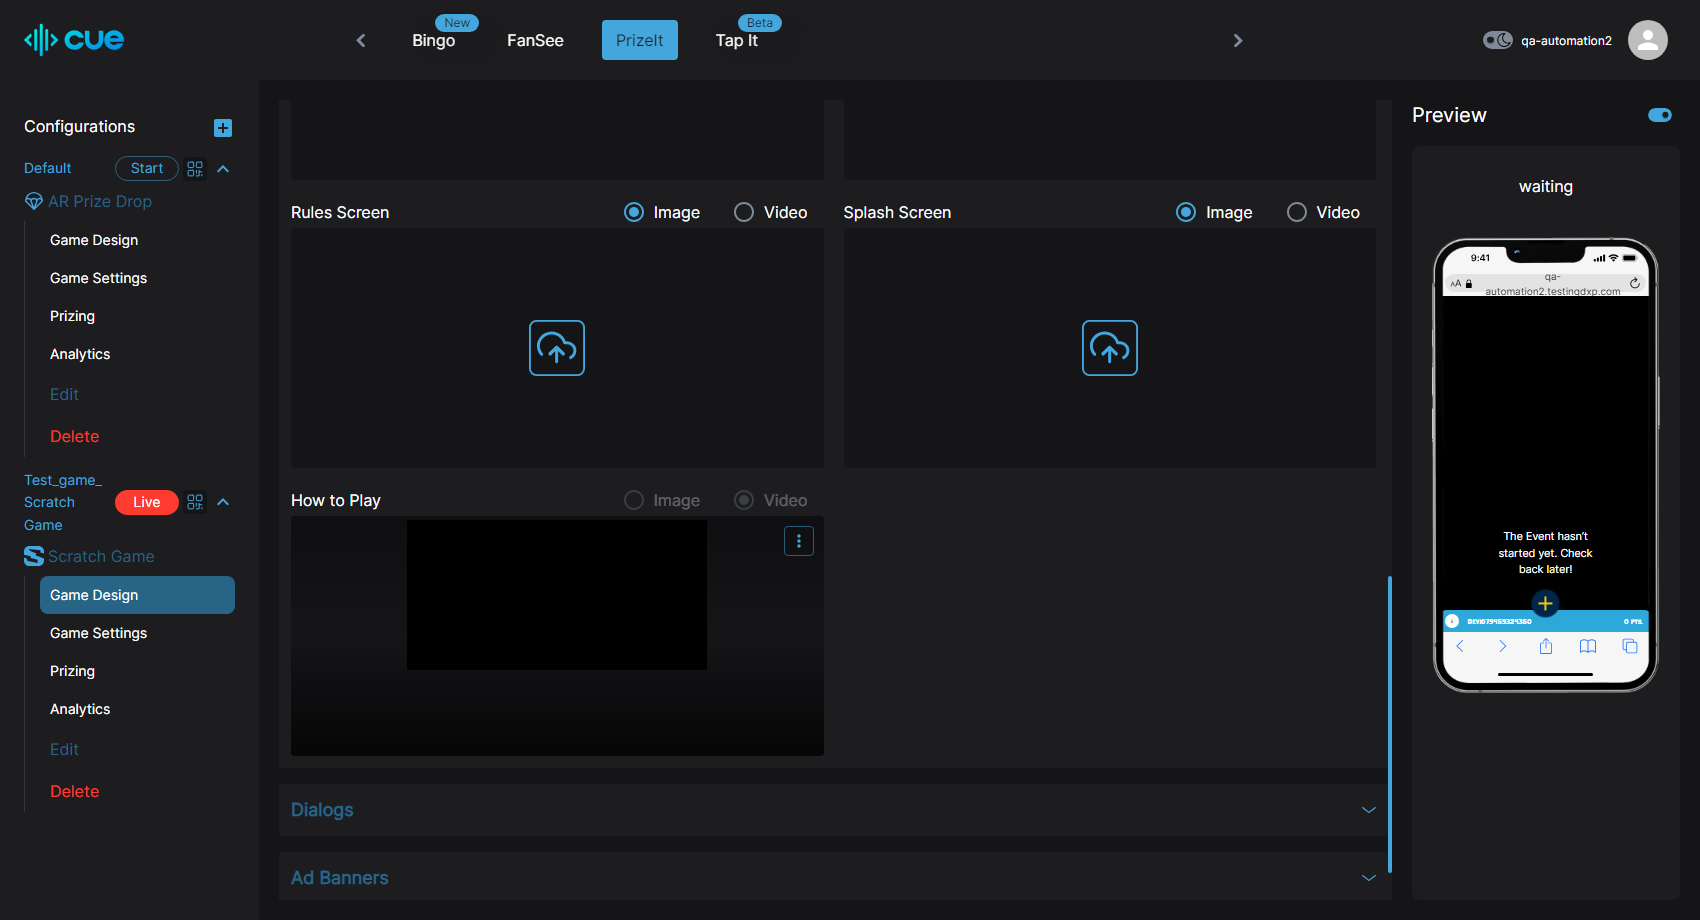 cue
New
Beta
Bingo
FanSee
PrizeIt
Tap It
qa-automation2
Configurations
Default
Start
AR Prize Drop
Game Design
Game Settings
Prizing
Analytics
Edit
Delete
Test_game_
Scratch
Game
Live
Scratch Game
Game Design
Game Settings
Prizing
Analytics
Edit
Delete
Rules Screen
Image
Video
Splash Screen
Image
Video
How to Play
Image
Video
Dialogs
Ad Banners
Preview
waiting
9:41
AA
qa-
automation2.testingdxp.com
The Event hasn't
started yet. Check
back later!
0 PTS.